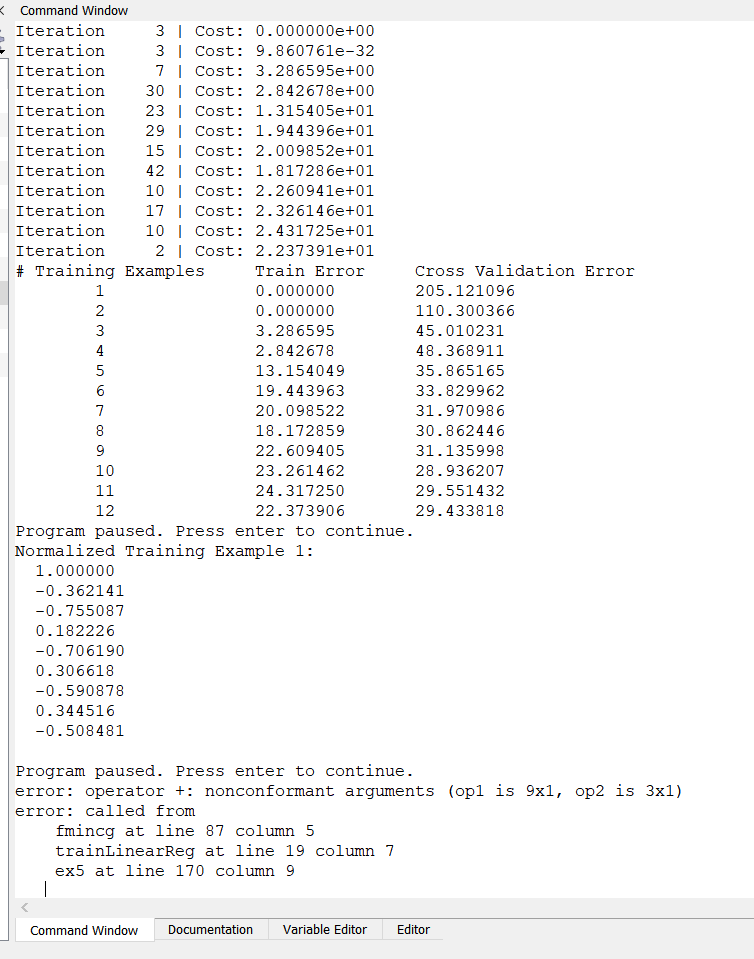 Command Window
Iteration     3 | Cost: 0.000000e+00
Iteration     3 | Cost: 9.860761e-32
Iteration     7 | Cost: 3.286595e+00
Iteration    30 | Cost: 2.842678e+00
Iteration    23 | Cost: 1.315405e+01
Iteration    29 | Cost: 1.944396e+01
Iteration    15 | Cost: 2.009852e+01
Iteration    42 | Cost: 1.817286e+01
Iteration    10 | Cost: 2.260941e+01
Iteration    17 | Cost: 2.326146e+01
Iteration    10 | Cost: 2.431725e+01
Iteration     2 | Cost: 2.237391e+01
# Training Examples     Train Error     Cross Validation Error
        1               0.000000        205.121096
        2               0.000000        110.300366
        3               3.286595        45.010231
        4               2.842678        48.368911
        5               13.154049       35.865165
        6               19.443963       33.829962
        7               20.098522       31.970986
        8               18.172859       30.862446
        9               22.609405       31.135998
        10              23.261462       28.936207
        11              24.317250       29.551432
        12              22.373906       29.433818
Program paused. Press enter to continue.
Normalized Training Example 1:
  1.000000
  -0.362141
  -0.755087
  0.182226
  -0.706190
  0.306618
  -0.590878
  0.344516
  -0.508481
Program paused. Press enter to continue.
error: operator +: nonconformant arguments (op1 is 9x1, op2 is 3x1)
error: called from
    fmincg at line 87 column 5
    trainLinearReg at line 19 column 7
    ex5 at line 170 column 9
Command Window Documentation Variable Editor Editor